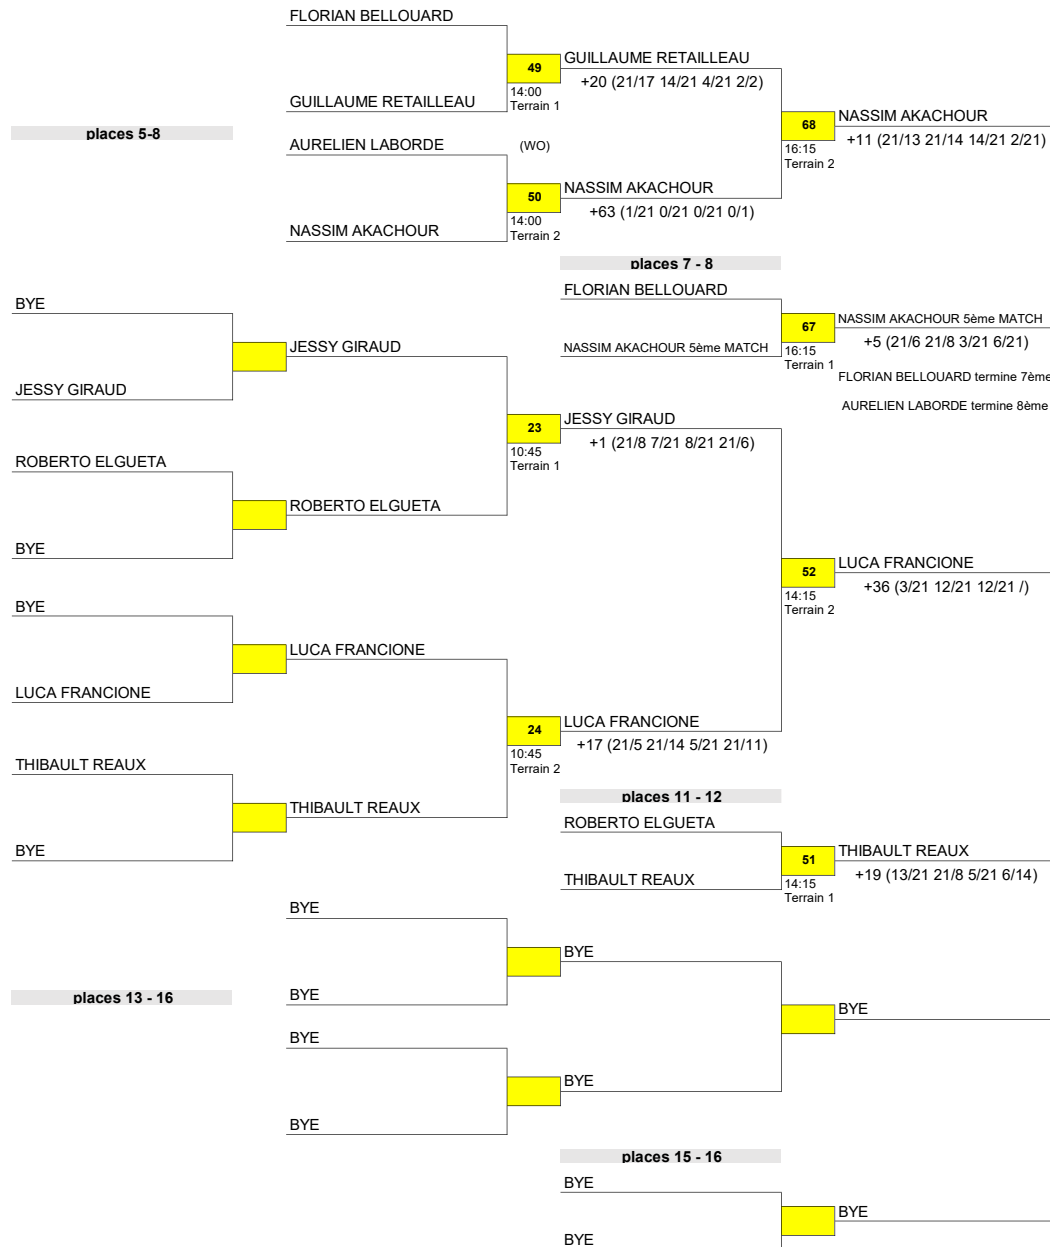 FLORIAN BELLOUARD
49
GUILLAUME RETAILLEAU
+20 (21/17 14/21 4/21 2/2)
14:00
Terrain 1
GUILLAUME RETAILLEAU
places 5-8
68
NASSIM AKACHOUR
+11 (21/13 21/14 14/21 2/21)
16:15
Terrain 2
AURELIEN LABORDE
(WO)
50
NASSIM AKACHOUR
+63 (1/21 0/21 0/21 0/1)
14:00
Terrain 2
NASSIM AKACHOUR
places 7 - 8
FLORIAN BELLOUARD
67
NASSIM AKACHOUR 5ème MATCH
+5 (21/6 21/8 3/21 6/21)
NASSIM AKACHOUR 5ème MATCH
16:15
Terrain 1
FLORIAN BELLOUARD termine 7ème
AURELIEN LABORDE termine 8ème
BYE
JESSY GIRAUD
JESSY GIRAUD
23
JESSY GIRAUD
+1 (21/8 7/21 8/21 21/6)
10:45
Terrain 1
ROBERTO ELGUETA
ROBERTO ELGUETA
BYE
52
LUCA FRANCIONE
+36 (3/21 12/21 12/21 /)
14:15
Terrain 2
BYE
LUCA FRANCIONE
LUCA FRANCIONE
24
LUCA FRANCIONE
+17 (21/5 21/14 5/21 21/11)
10:45
Terrain 2
THIBAULT REAUX
THIBAULT REAUX
BYE
places 11 - 12
ROBERTO ELGUETA
51
THIBAULT REAUX
+19 (13/21 21/8 5/21 6/14)
THIBAULT REAUX
14:15
Terrain 1
BYE
BYE
BYE
places 13 - 16
BYE
BYE
BYE
BYE
places 15 - 16
BYE
BYE
BYE